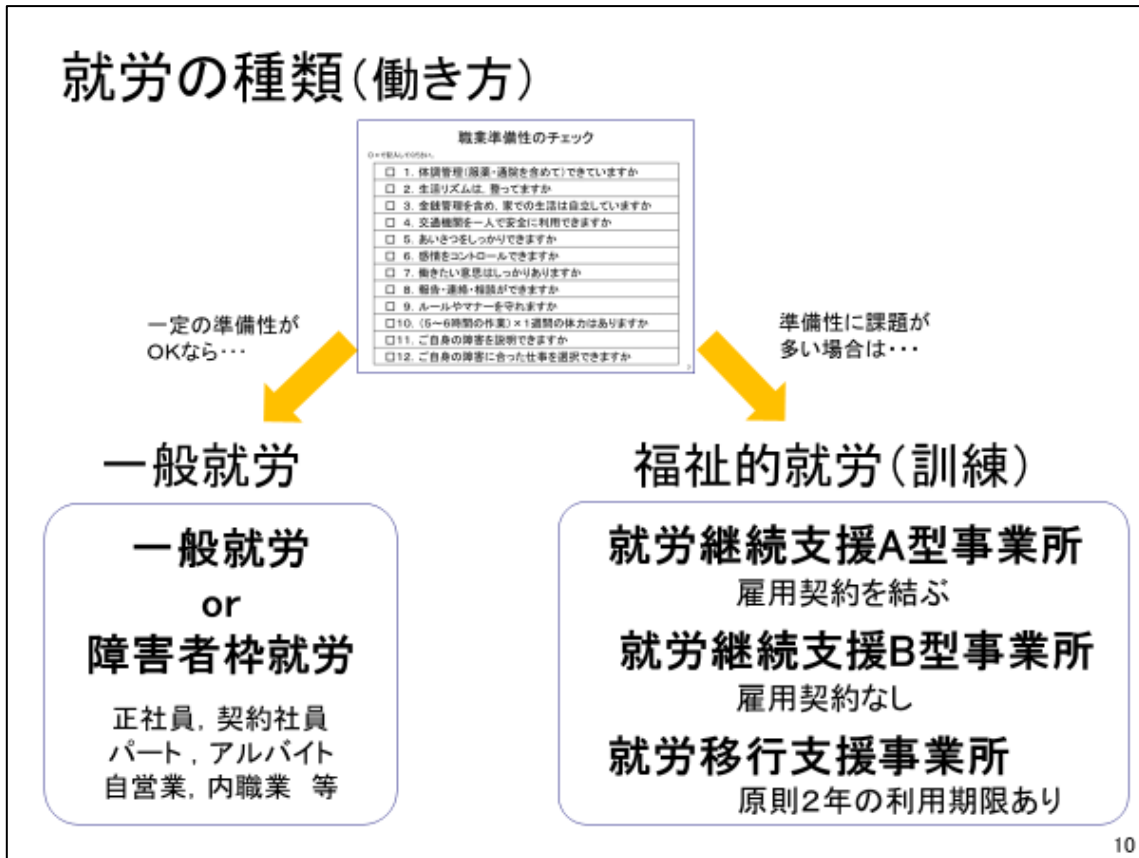 就労の種類(働き方)
職業準備性のチェック
□ 1. 体調管理(服薬・通院を含めて)できていますか
□ 2. 生活リズムは、整ってますか
□ 3. 金銭管理を含め、家での生活は自立していますか
□ 4. 交通機関を一人で安全に利用できますか
□ 5. あいさつをしっかりできますか
□ 6. 感情をコントロールできますか
□ 7. 働きたい意思はしっかりありますか
□ 8. 報告・連絡・相談ができますか
□ 9. ルールやマナーを守れますか
□10. (5～6時間の作業)×1週間の体力はありますか
□11. ご自身の障害を説明できますか
□12. ご自身の障害に合った仕事を選択できますか
一定の準備性が
OKなら･･･
準備性に課題が
多い場合は･･･
一般就労
一般就労
or
障害者枠就労
正社員, 契約社員
パート , アルバイト
自営業, 内職業 等
福祉的就労(訓練)
就労継続支援A型事業所
雇用契約を結ぶ
就労継続支援B型事業所
雇用契約なし
就労移行支援事業所
原則2年の利用期限あり
10